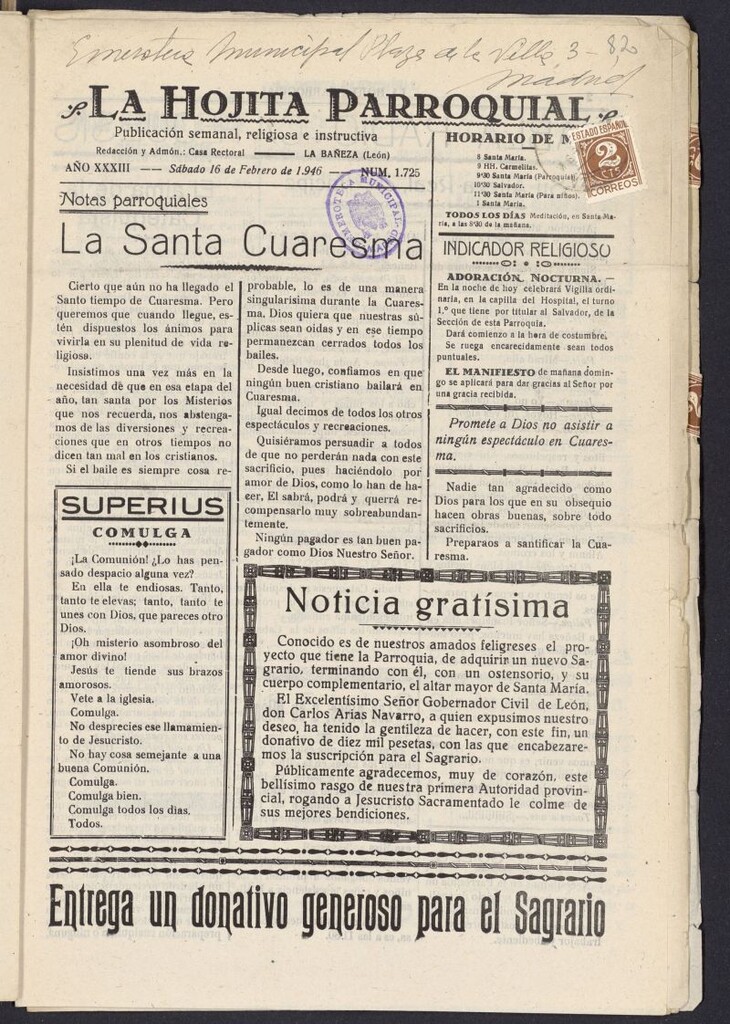 Emeroteca Municipal Plaza de la Villa 3 - 82
Madrid
LA HOJITA PARROQUIAL
Publicación semanal, religiosa e instructiva
Redacción y Admón.: Casa Rectoral — LA BAÑEZA (León)
AÑO XXXIII —— Sábado 16 de Febrero de 1.946 —— NUM. 1.725
HEMEROTECA MUNICIPAL
ESTADO ESPAÑOL
2
CTS
CORREOS
Notas parroquiales
La Santa Cuaresma
Cierto que aún no ha llegado el
Santo tiempo de Cuaresma. Pero
queremos que cuando llegue, es-
tén dispuestos los ánimos para
vivirla en su plenitud de vida re-
ligiosa.
Insistimos una vez más en la
necesidad de que en esa etapa del
año, tan santa por los Misterios
que nos recuerda, nos abstenga-
mos de las diversiones y recrea-
ciones que en otros tiempos no
dicen tan mal en los cristianos.
Si el baile es siempre cosa re-
probable, lo es de una manera
singularísima durante la Cuares-
ma. Dios quiera que nuestras sú-
plicas sean oidas y en ese tiempo
permanezcan cerrados todos los
bailes.
Desde luego, confiamos en que
ningún buen cristiano bailará en
Cuaresma.
Igual decimos de todos los otros
espectáculos y recreaciones.
Quisiéramos persuadir a todos
de que no perderán nada con este
sacrificio, pues haciéndolo por
amor de Dios, como lo han de ha-
cer, El sabrá, podrá y querrá re-
compensarlo muy sobreabundan-
temente.
Ningún pagador es tan buen pa-
gador como Dios Nuestro Señor.
HORARIO DE M
8 Santa María.
9 HH. Carmelitas.
9'30 Santa María (Parroquial).
10'30 Salvador.
11'30 Santa María (Para niños).
1 Santa María.
TODOS LOS DÍAS Meditación, en Santa Ma-
ría, a las 8'30 de la mañana.
INDICADOR RELIGIOSO
ADORACIÓN NOCTURNA. —
En la noche de hoy celebrará Vigilia ordi-
naria, en la capilla del Hospital, el turno
1.º que tiene por titular al Salvador, de la
Sección de esta Parroquia.
Dará comienzo a la hora de costumbre.
Se ruega encarecidamente sean todos
puntuales.
EL MANIFIESTO de mañana domin-
go se aplicará para dar gracias al Señor por
una gracia recibida.
Promete a Dios no asistir a
ningún espectáculo en Cuares-
ma.
Nadie tan agradecido como
Dios para los que en su obsequio
hacen obras buenas, sobre todo
sacrificios.
Preparaos a santificar la Cua-
resma.
SUPERIUS
COMULGA
¡La Comunión! ¿Lo has pen-
sado despacio alguna vez?
En ella te endiosas. Tanto,
tanto te elevas; tanto, tanto te
unes con Dios, que pareces otro
Dios.
¡Oh misterio asombroso del
amor divino!
Jesús te tiende sus brazos
amorosos.
Vete a la iglesia.
Comulga.
No desprecies ese llamamien-
to de Jesucristo.
No hay cosa semejante a una
buena Comunión.
Comulga.
Comulga bien.
Comulga todos los dias.
Todos.
Noticia gratísima
Conocido es de nuestros amados feligreses el pro-
yecto que tiene la Parroquia, de adquirir un nuevo Sa-
grario, terminando con él, con un ostensorio, y su
cuerpo complementario, el altar mayor de Santa María.
El Excelentísimo Señor Gobernador Civil de León,
don Carlos Arias Navarro, a quien expusimos nuestro
deseo, ha tenido la gentileza de hacer, con este fin, un
donativo de diez mil pesetas, con las que encabezare-
mos la suscripción para el Sagrario.
Públicamente agradecemos, muy de corazón, este
bellísimo rasgo de nuestra primera Autoridad provin-
cial, rogando a Jesucristo Sacramentado le colme de
sus mejores bendiciones.
Entrega un donativo generoso para el Sagrario